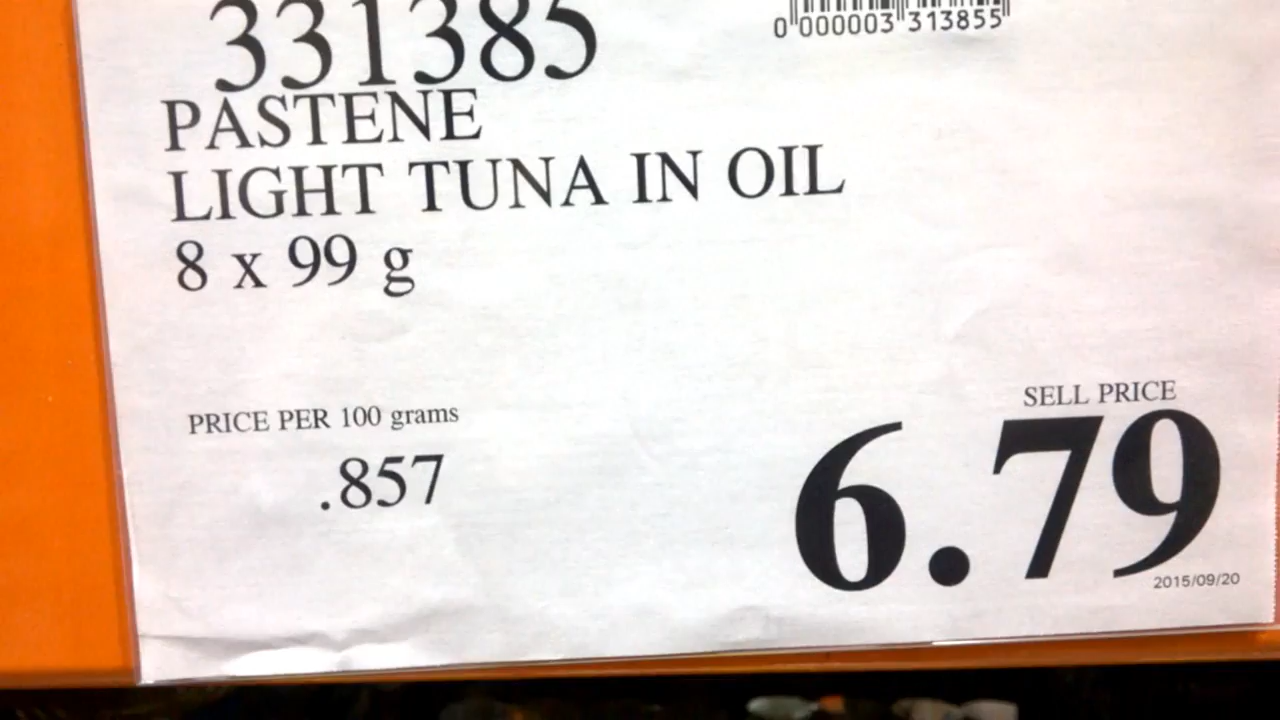 331385
0 000003 313855
PASTENE
LIGHT TUNA IN OIL
8 x 99 g
PRICE PER 100 grams
.857
SELL PRICE
6.79
2015/09/20